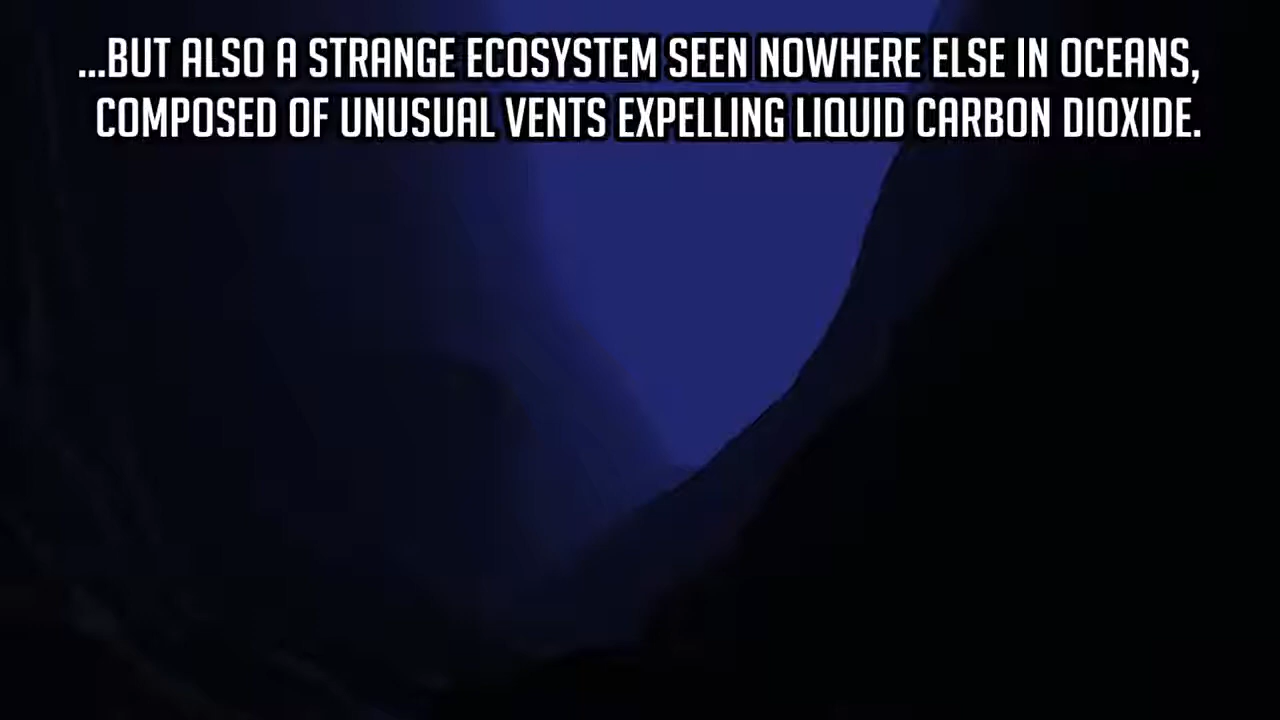 ...BUT ALSO A STRANGE ECOSYSTEM SEEN NOWHERE ELSE IN OCEANS,
COMPOSED OF UNUSUAL VENTS EXPELLING LIQUID CARBON DIOXIDE.